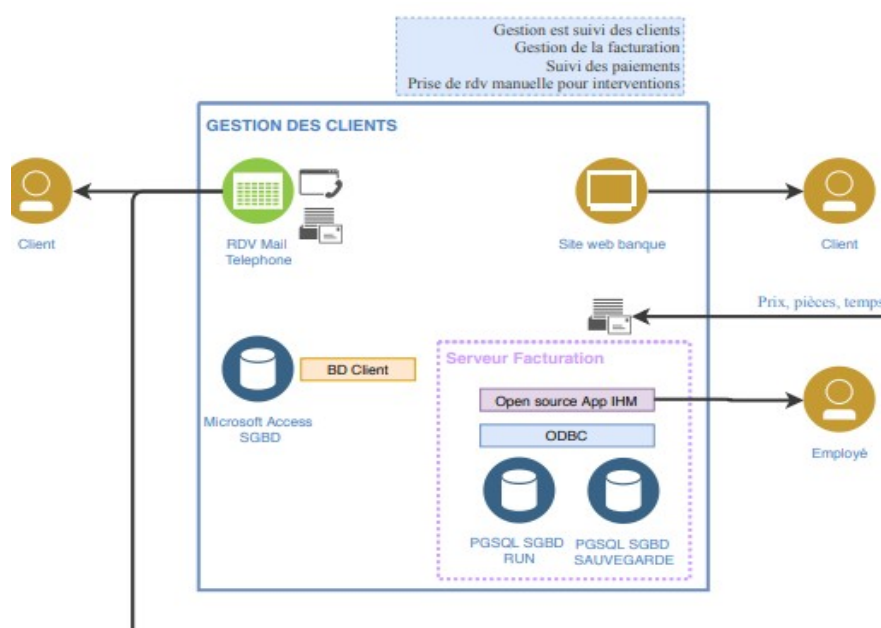 Gestion est suivi des clients
Gestion de la facturation
Suivi des paiements
Prise de rdv manuelle pour interventions
GESTION DES CLIENTS
Client
RDV Mail
Telephone
Site web banque
Client
Prix, pièces, temps
Serveur Facturation
BD Client
Microsoft Access
SGBD
Open source App IHM
ODBC
Employé
PGSQL SGBD
RUN
PGSQL SGBD
SAUVEGARDE